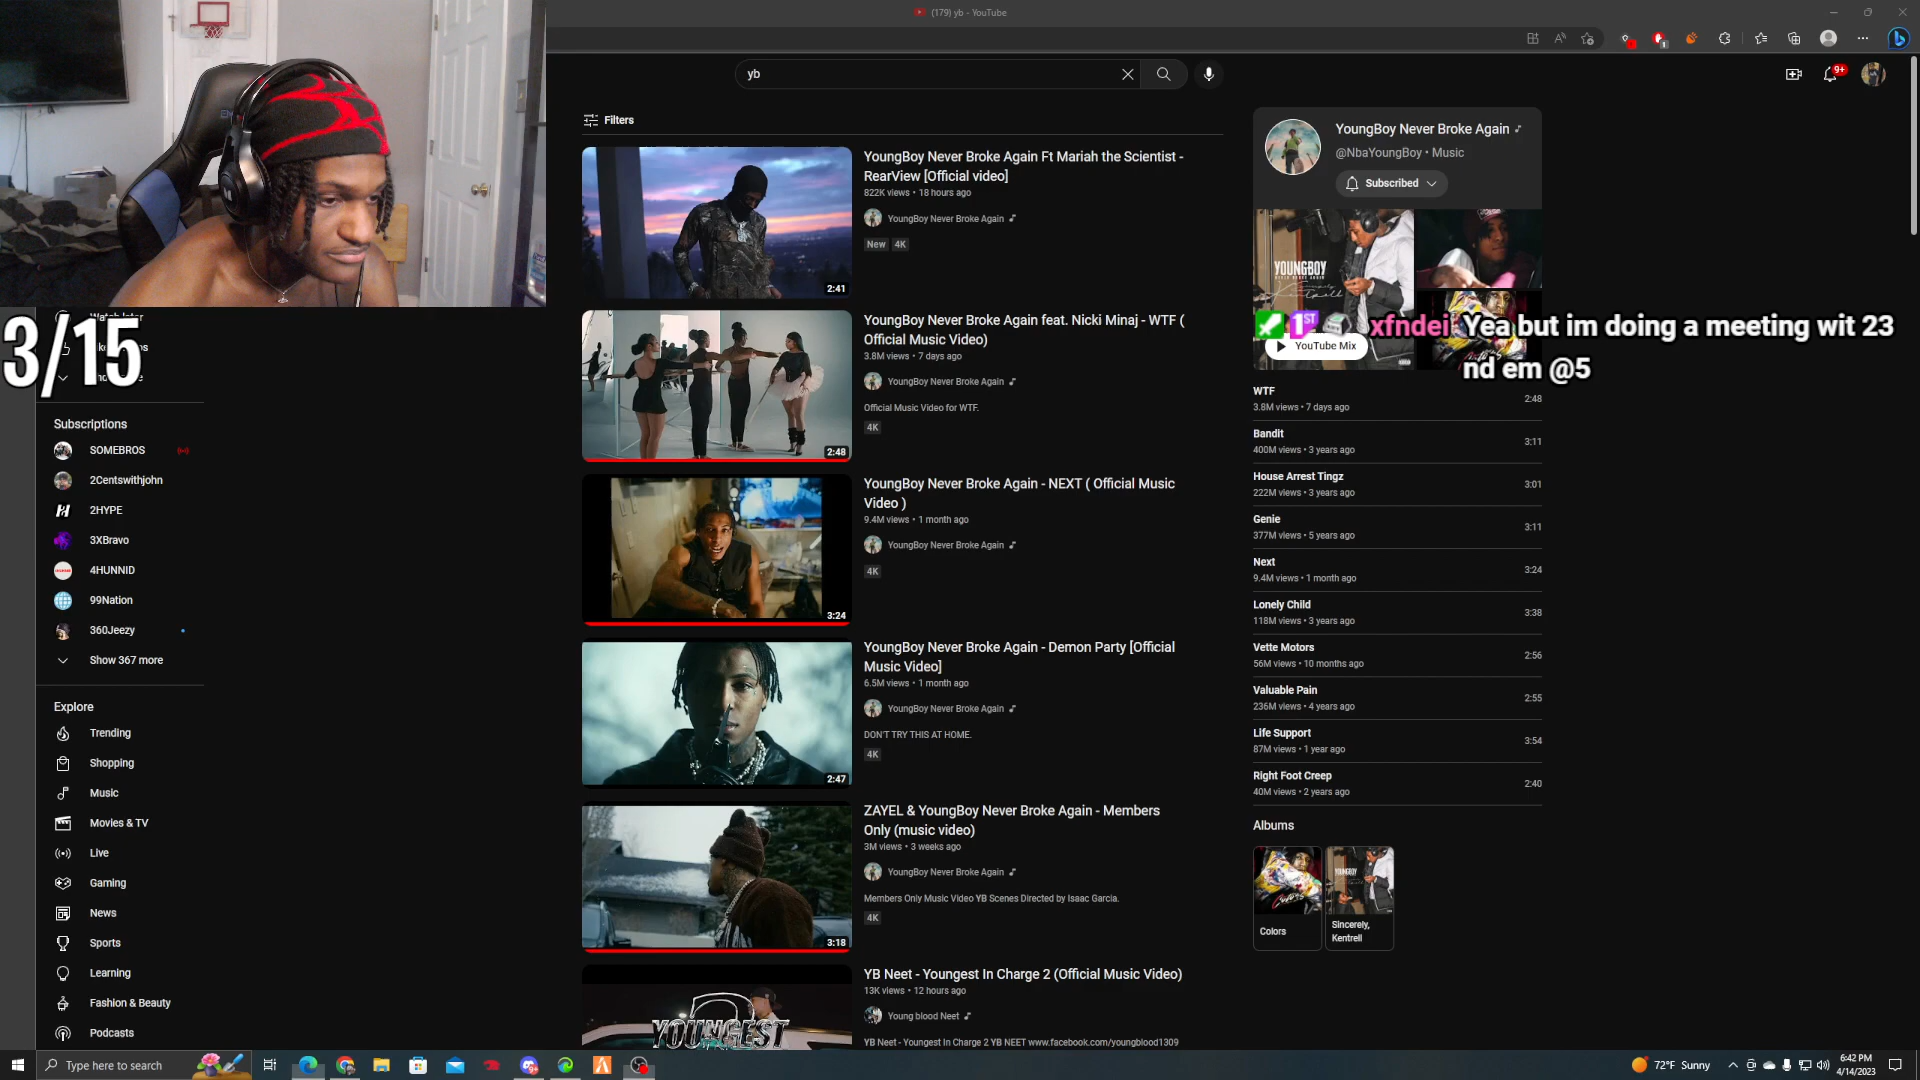 (179) yb - YouTube
yb
9+
Filters
YoungBoy Never Broke Again Ft Mariah the Scientist -
RearView [Official video]
822K views • 18 hours ago
YoungBoy Never Broke Again
New 4K
2:41
YoungBoy Never Broke Again feat. Nicki Minaj - WTF (
Official Music Video)
3.8M views • 7 days ago
YoungBoy Never Broke Again
Official Music Video for WTF.
4K
2:48
YoungBoy Never Broke Again - NEXT ( Official Music
Video )
9.4M views • 1 month ago
YoungBoy Never Broke Again
4K
3:24
YoungBoy Never Broke Again - Demon Party [Official
Music Video]
6.5M views • 1 month ago
YoungBoy Never Broke Again
DON'T TRY THIS AT HOME.
4K
2:47
ZAYEL & YoungBoy Never Broke Again - Members
Only (music video)
3M views • 3 weeks ago
YoungBoy Never Broke Again
Members Only Music Video YB Scenes Directed by Isaac Garcia.
4K
3:18
YB Neet - Youngest In Charge 2 (Official Music Video)
13K views • 12 hours ago
Young blood Neet
YB Neet - Youngest In Charge 2 YB NEET www.facebook.com/youngblood1309
YOUNGEST
YoungBoy Never Broke Again
@NbaYoungBoy • Music
Subscribed
YOUNGBOY
1ST xfndei Yea but im doing a meeting wit 23
nd em @5
YouTube Mix
WTF
3.8M views • 7 days ago
2:48
Bandit
400M views • 3 years ago
3:11
House Arrest Tingz
222M views • 3 years ago
3:01
Genie
377M views • 5 years ago
3:11
Next
9.4M views • 1 month ago
3:24
Lonely Child
118M views • 3 years ago
3:38
Vette Motors
56M views • 10 months ago
2:56
Valuable Pain
236M views • 4 years ago
2:55
Life Support
87M views • 1 year ago
3:54
Right Foot Creep
40M views • 2 years ago
2:40
Albums
Colors
Sincerely,
Kentrell
3/15
Watch later
Subscriptions
SOMEBROS
2Centswithjohn
2HYPE
3XBravo
4HUNNID
99Nation
360Jeezy
Show 367 more
Explore
Trending
Shopping
Music
Movies & TV
Live
Gaming
News
Sports
Learning
Fashion & Beauty
Podcasts
Type here to search
72°F Sunny
6:42 PM
4/14/2023